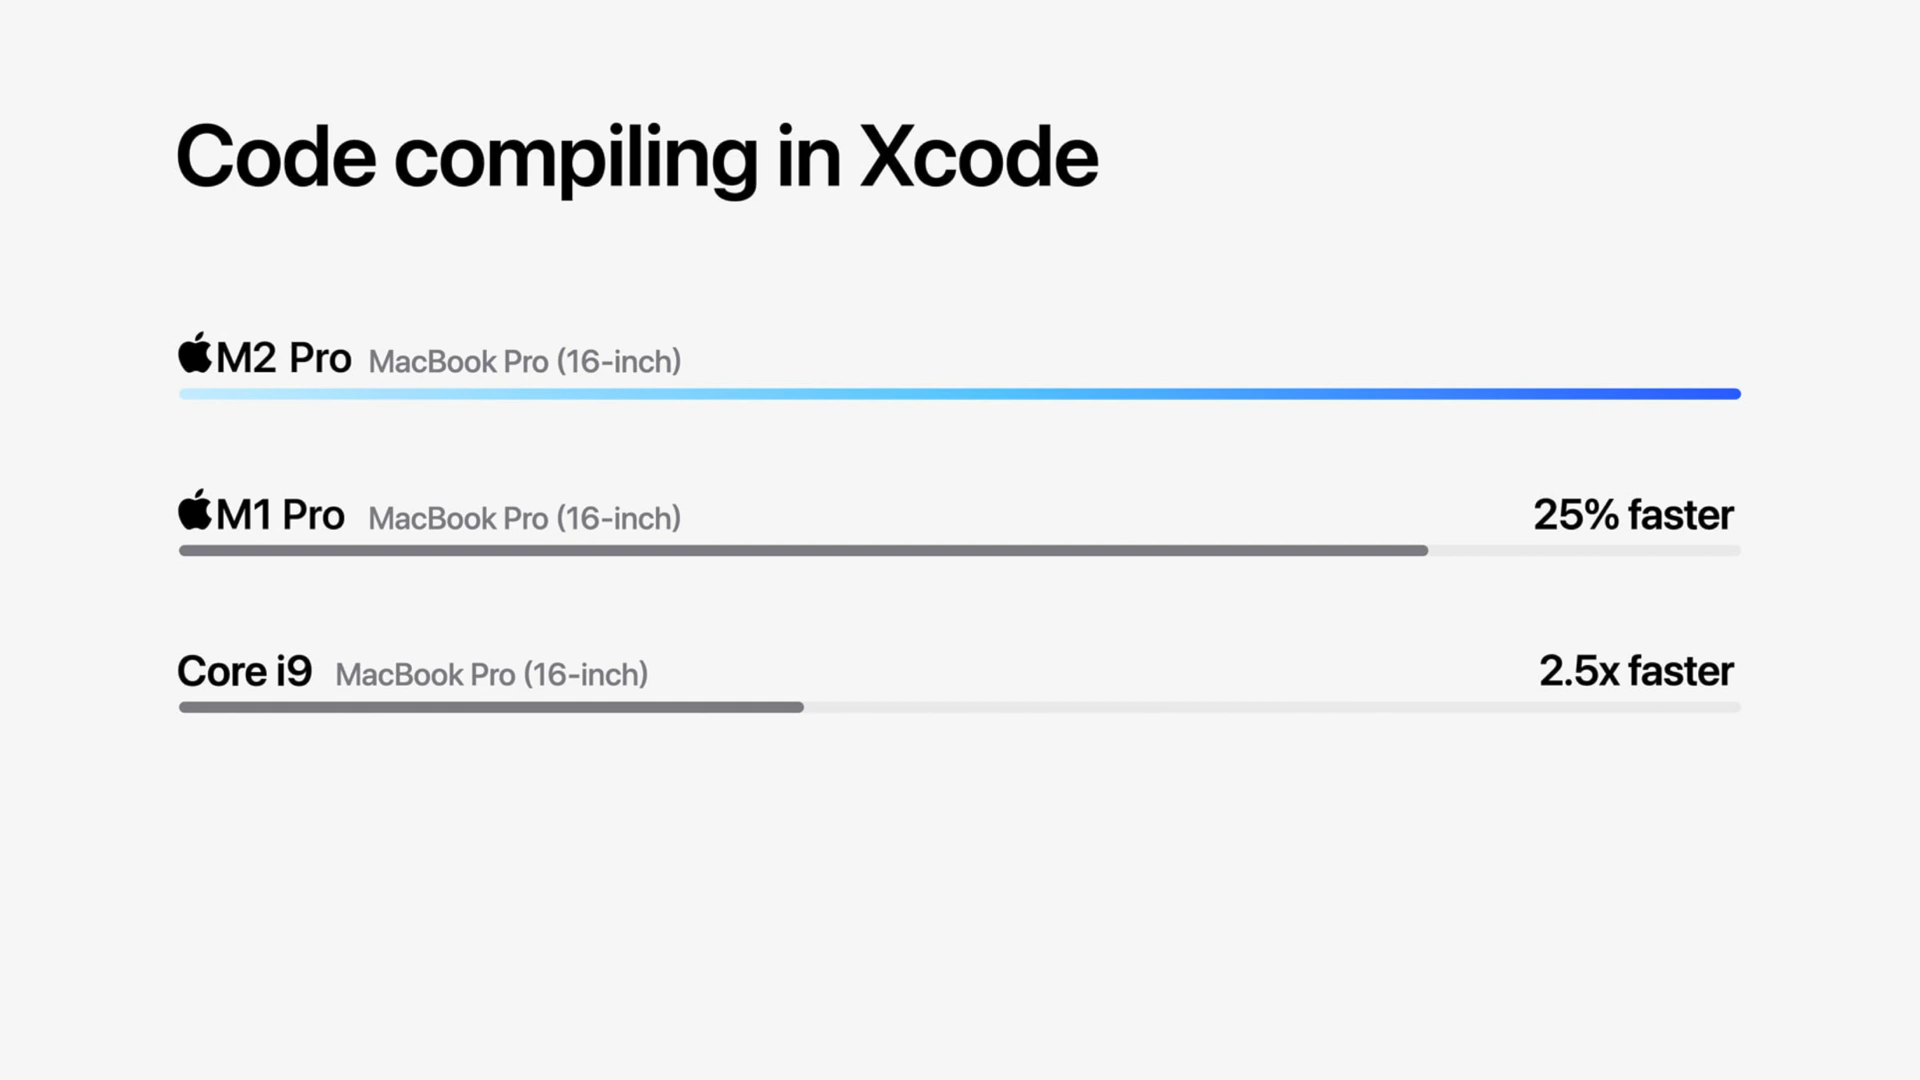 Code compiling in Xcode
M2 Pro MacBook Pro (16-inch)
M1 Pro MacBook Pro (16-inch) 25% faster
Core i9 MacBook Pro (16-inch) 2.5x faster